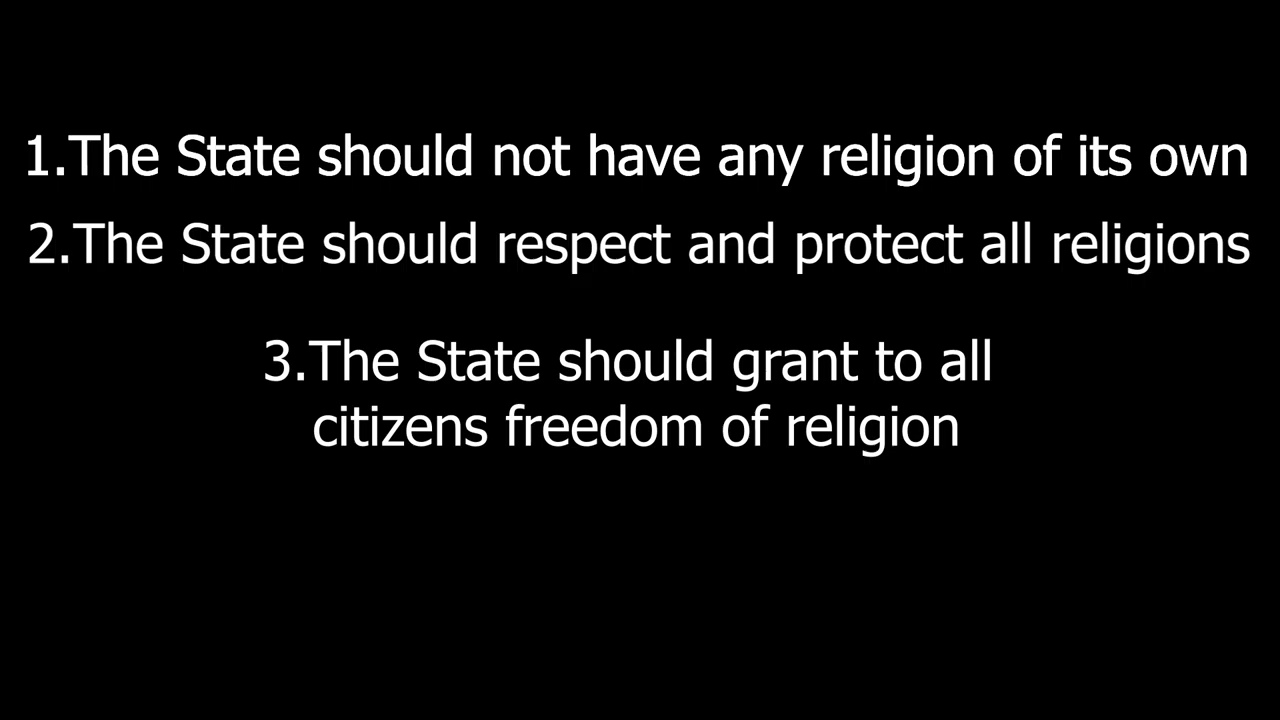 1.The State should not have any religion of its own
2.The State should respect and protect all religions
3.The State should grant to all
citizens freedom of religion